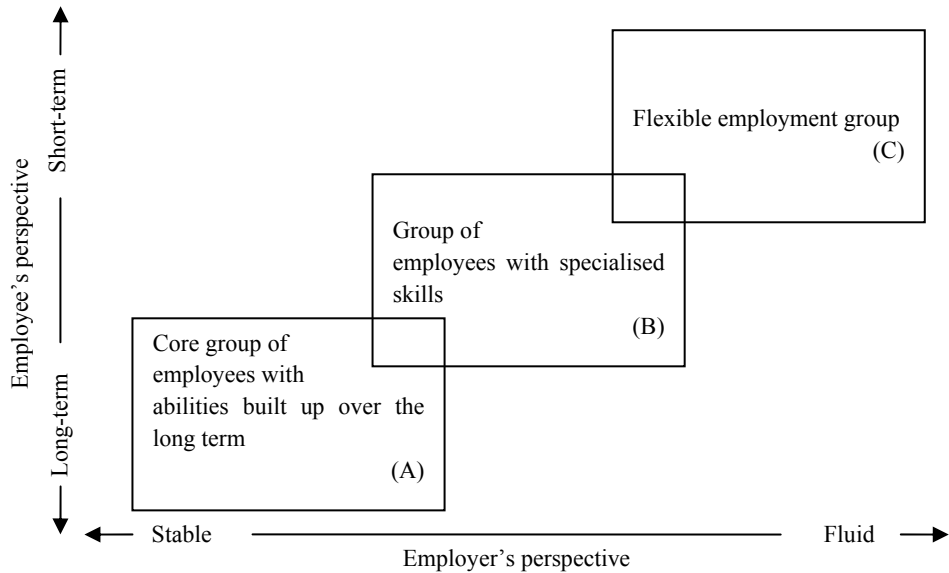 Short-term
Employee's perspective
Long-term
Flexible employment group
(C)
Group of
employees with specialised
skills
(B)
Core group of
employees with
abilities built up over the
long term
(A)
Stable
Fluid
Employer's perspective